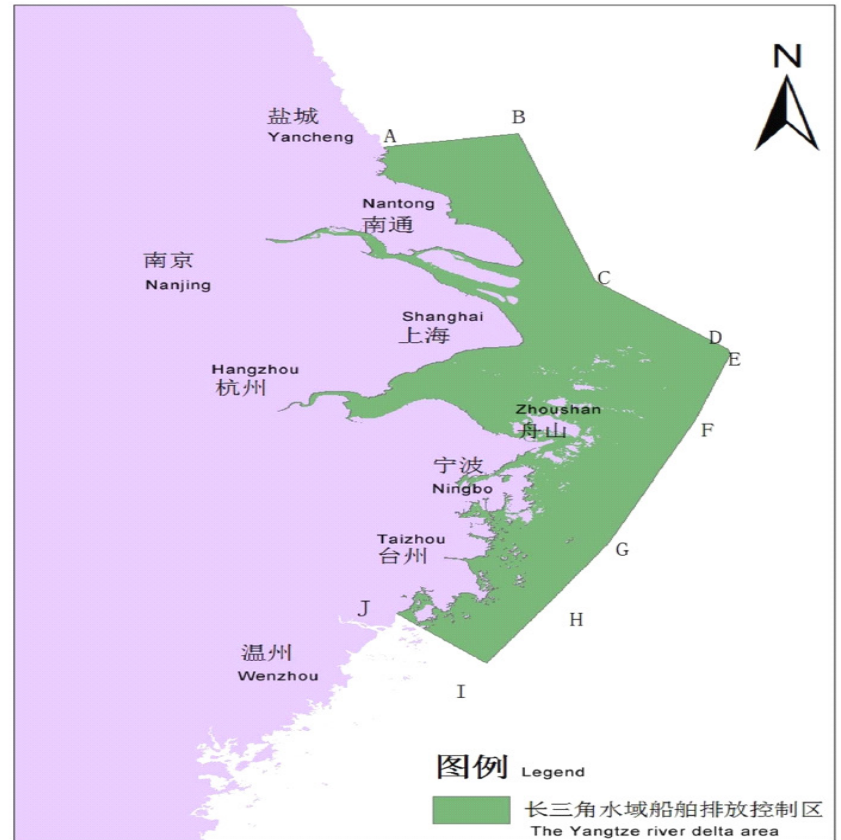 N
B
盐城
A
Yancheng
Nantong
南通
南京
C
Nanjing
Shanghai
上海
D
E
Hangzhou
杭州
Zhoushan
舟山
F
宁波
Ningbo
Taizhou
台州
G
J
H
温州
Wenzhou
I
图例 Legend
长三角水域船舶排放控制区
The Yangtze river delta area